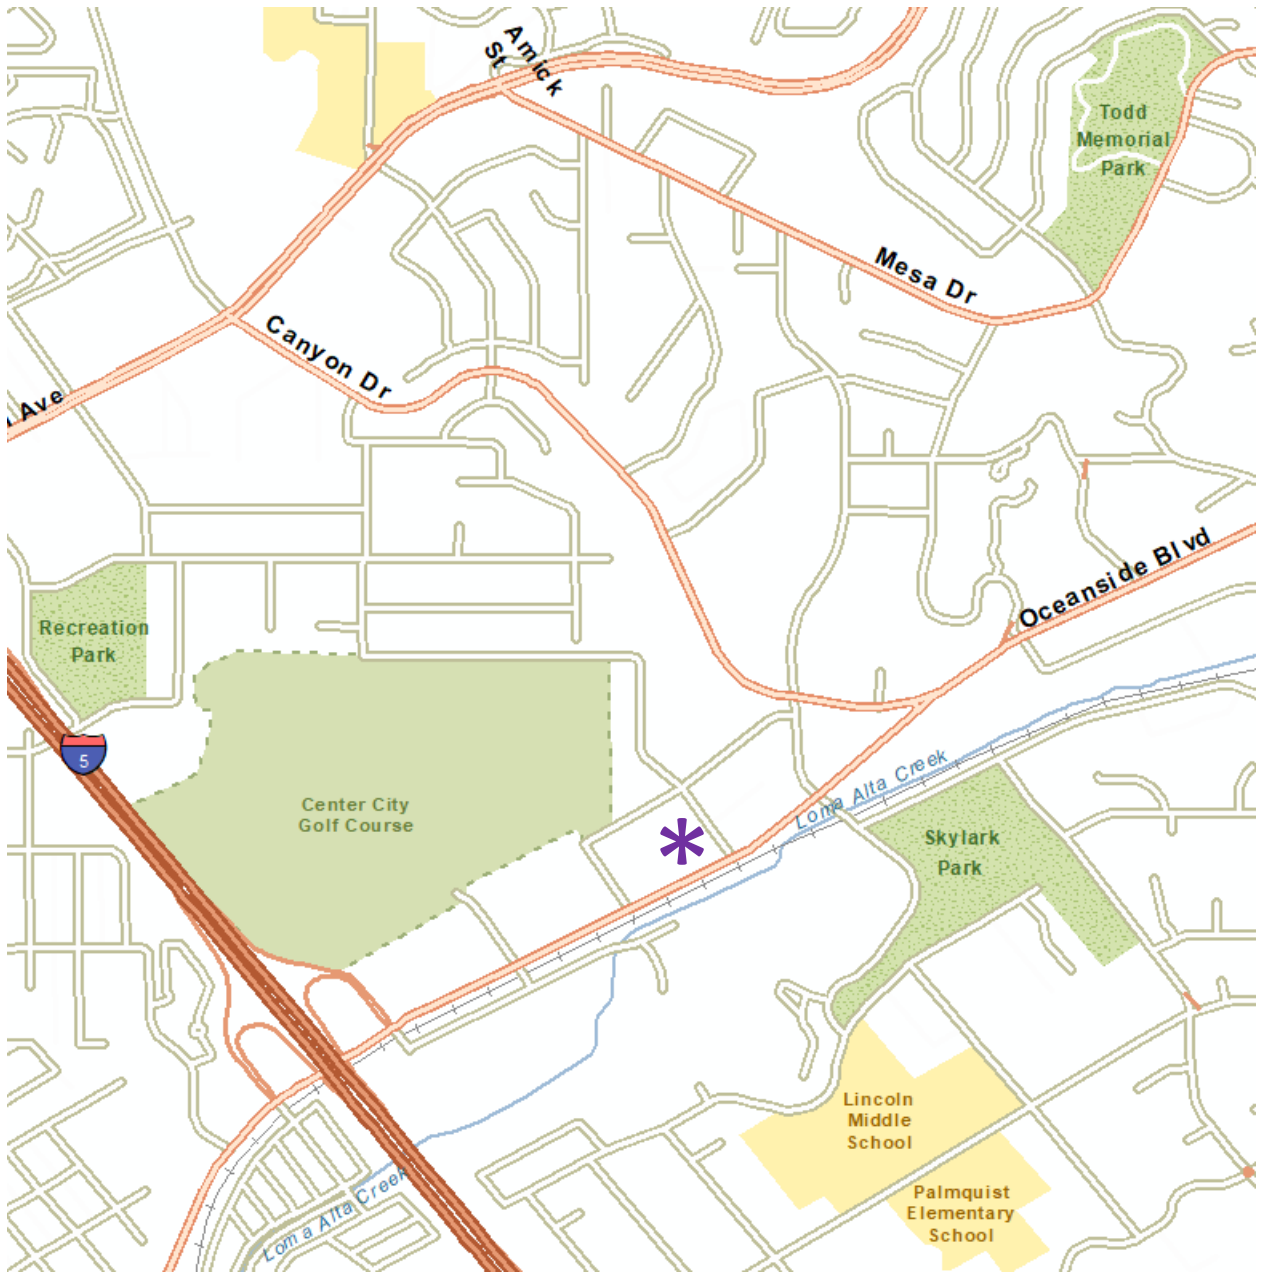 Amick
St
Todd
Memorial
Park
Mesa Dr
Canyon Dr
Ave
Oceanside Blvd
Recreation
Park
5
Center City
Golf Course
Loma Alta Creek
Skylark
Park
Lincoln
Middle
School
Palmquist
Elementary
School
Loma Alta Creek